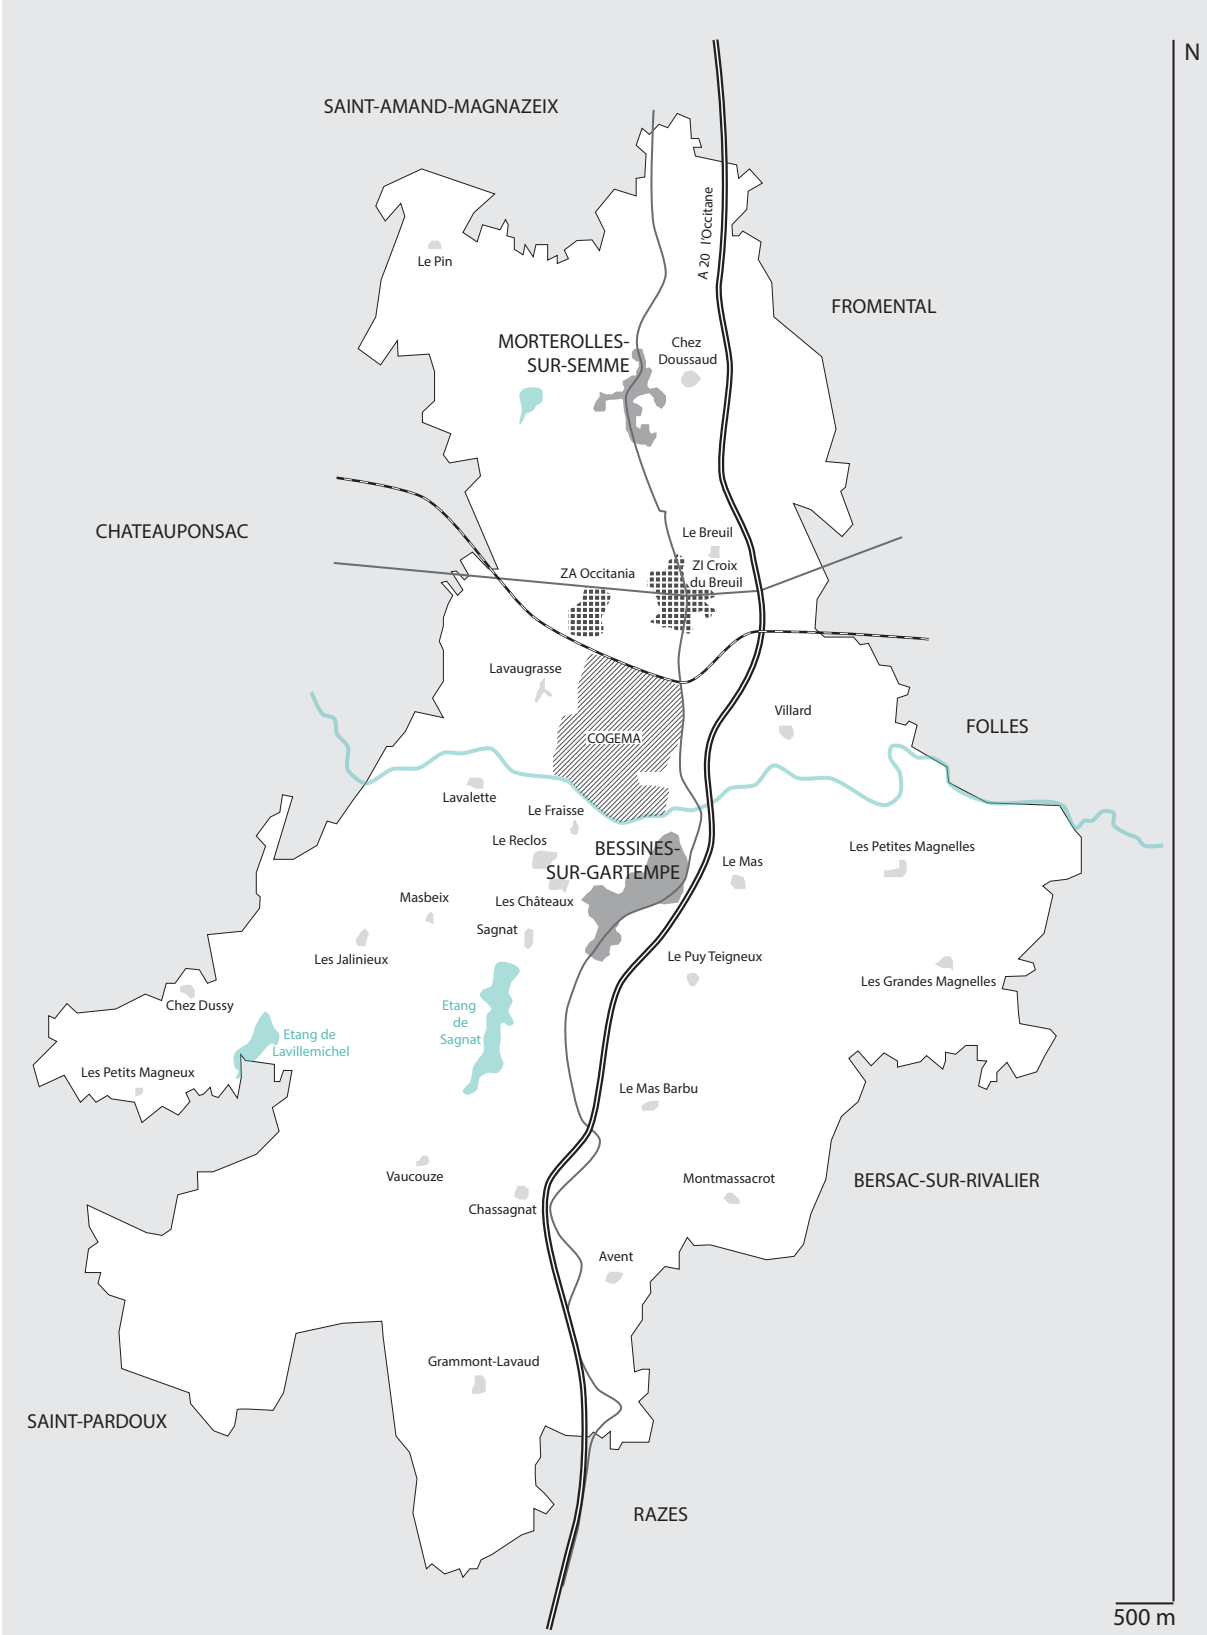 N
SAINT-AMAND-MAGNAZEIX
A 20 l'Occitane
Le Pin
FROMENTAL
MORTEROLLES-
SUR-SEMME
Chez
Doussaud
CHATEAUPONSAC
Le Breuil
ZA Occitania
ZI Croix
du Breuil
Lavaugrasse
Villard
FOLLES
COGEMA
Lavalette
Le Fraisse
Le Reclos
BESSINES-
SUR-GARTEMPE
Le Mas
Les Petites Magnelles
Masbeix
Les Châteaux
Sagnat
Les Jalinieux
Le Puy Teigneux
Les Grandes Magnelles
Chez Dussy
Etang
de
Sagnat
Etang de
Lavillemichel
Les Petits Magneux
Le Mas Barbu
Vaucouze
Montmassacrot
BERSAC-SUR-RIVALIER
Chassagnat
Avent
Grammont-Lavaud
SAINT-PARDOUX
RAZES
500 m